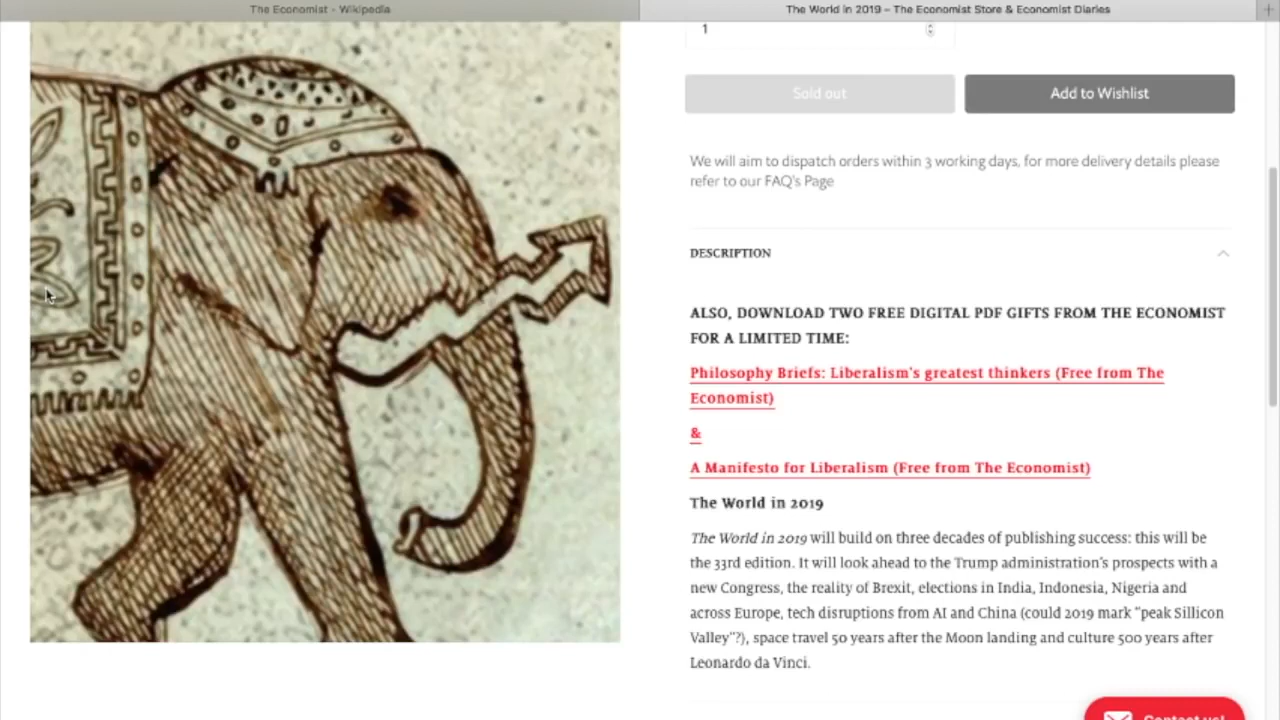 The Economist - Wikipedia
The World in 2019 – The Economist Store & Economist Diaries
1
Sold out
Add to Wishlist
We will aim to dispatch orders within 3 working days, for more delivery details please
refer to our FAQ's Page
DESCRIPTION
ALSO, DOWNLOAD TWO FREE DIGITAL PDF GIFTS FROM THE ECONOMIST
FOR A LIMITED TIME:
Philosophy Briefs: Liberalism's greatest thinkers (Free from The
Economist)
&
A Manifesto for Liberalism (Free from The Economist)
The World in 2019
The World in 2019 will build on three decades of publishing success: this will be
the 33rd edition. It will look ahead to the Trump administration's prospects with a
new Congress, the reality of Brexit, elections in India, Indonesia, Nigeria and
across Europe, tech disruptions from AI and China (could 2019 mark "peak Sillicon
Valley"?), space travel 50 years after the Moon landing and culture 500 years after
Leonardo da Vinci.
Contact us!